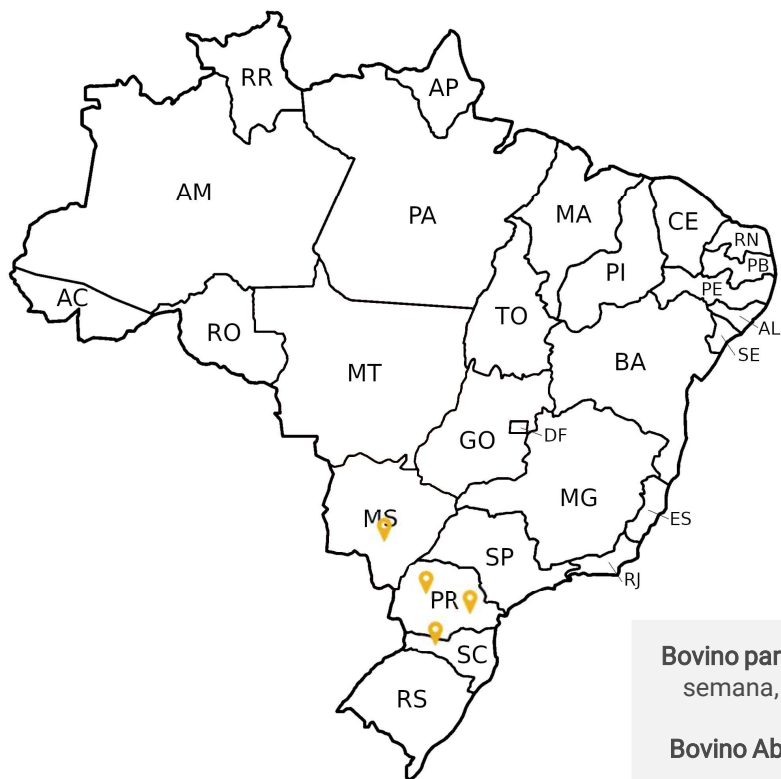 RR
AP
AM
PA
MA
CE
RN
PB
PI
PE
AC
TO
AL
RO
SE
BA
MT
GO
DF
MG
MS
ES
SP
RJ
PR
SC
RS
Bovino par
semana,
Bovino Ab